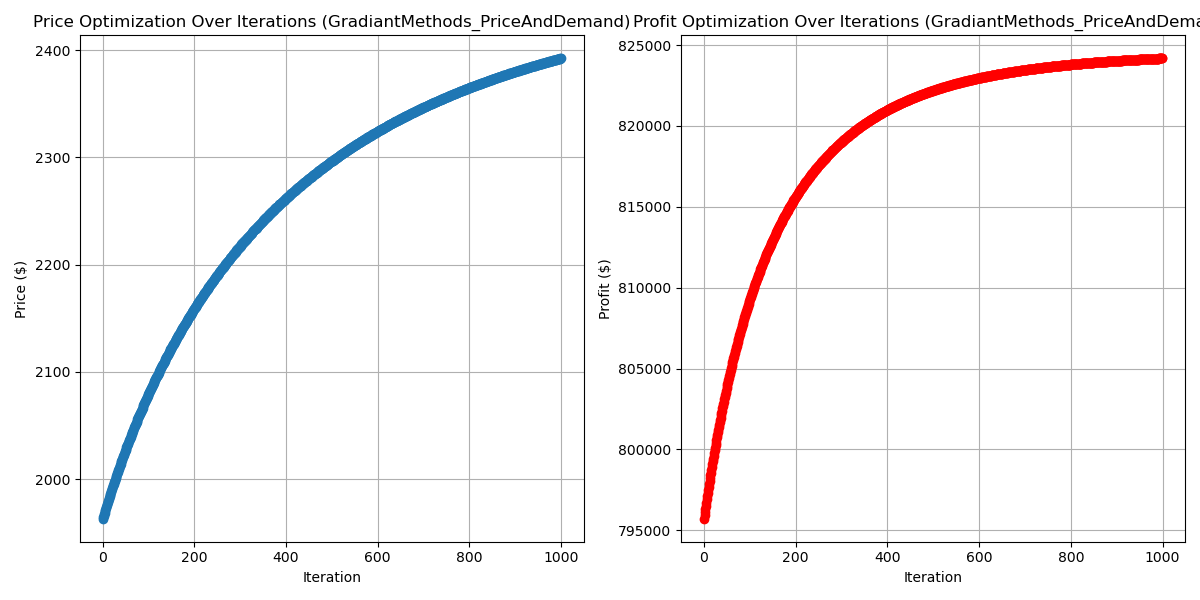 Price Optimization Over Iterations (GradiantMethods_PriceAndDemand)
2400
2300
2200
2100
2000
Price ($)
0 200 400 600 800 1000
Iteration
Profit Optimization Over Iterations (GradiantMethods_PriceAndDema
825000
820000
815000
810000
805000
800000
795000
Profit ($)
0 200 400 600 800 1000
Iteration